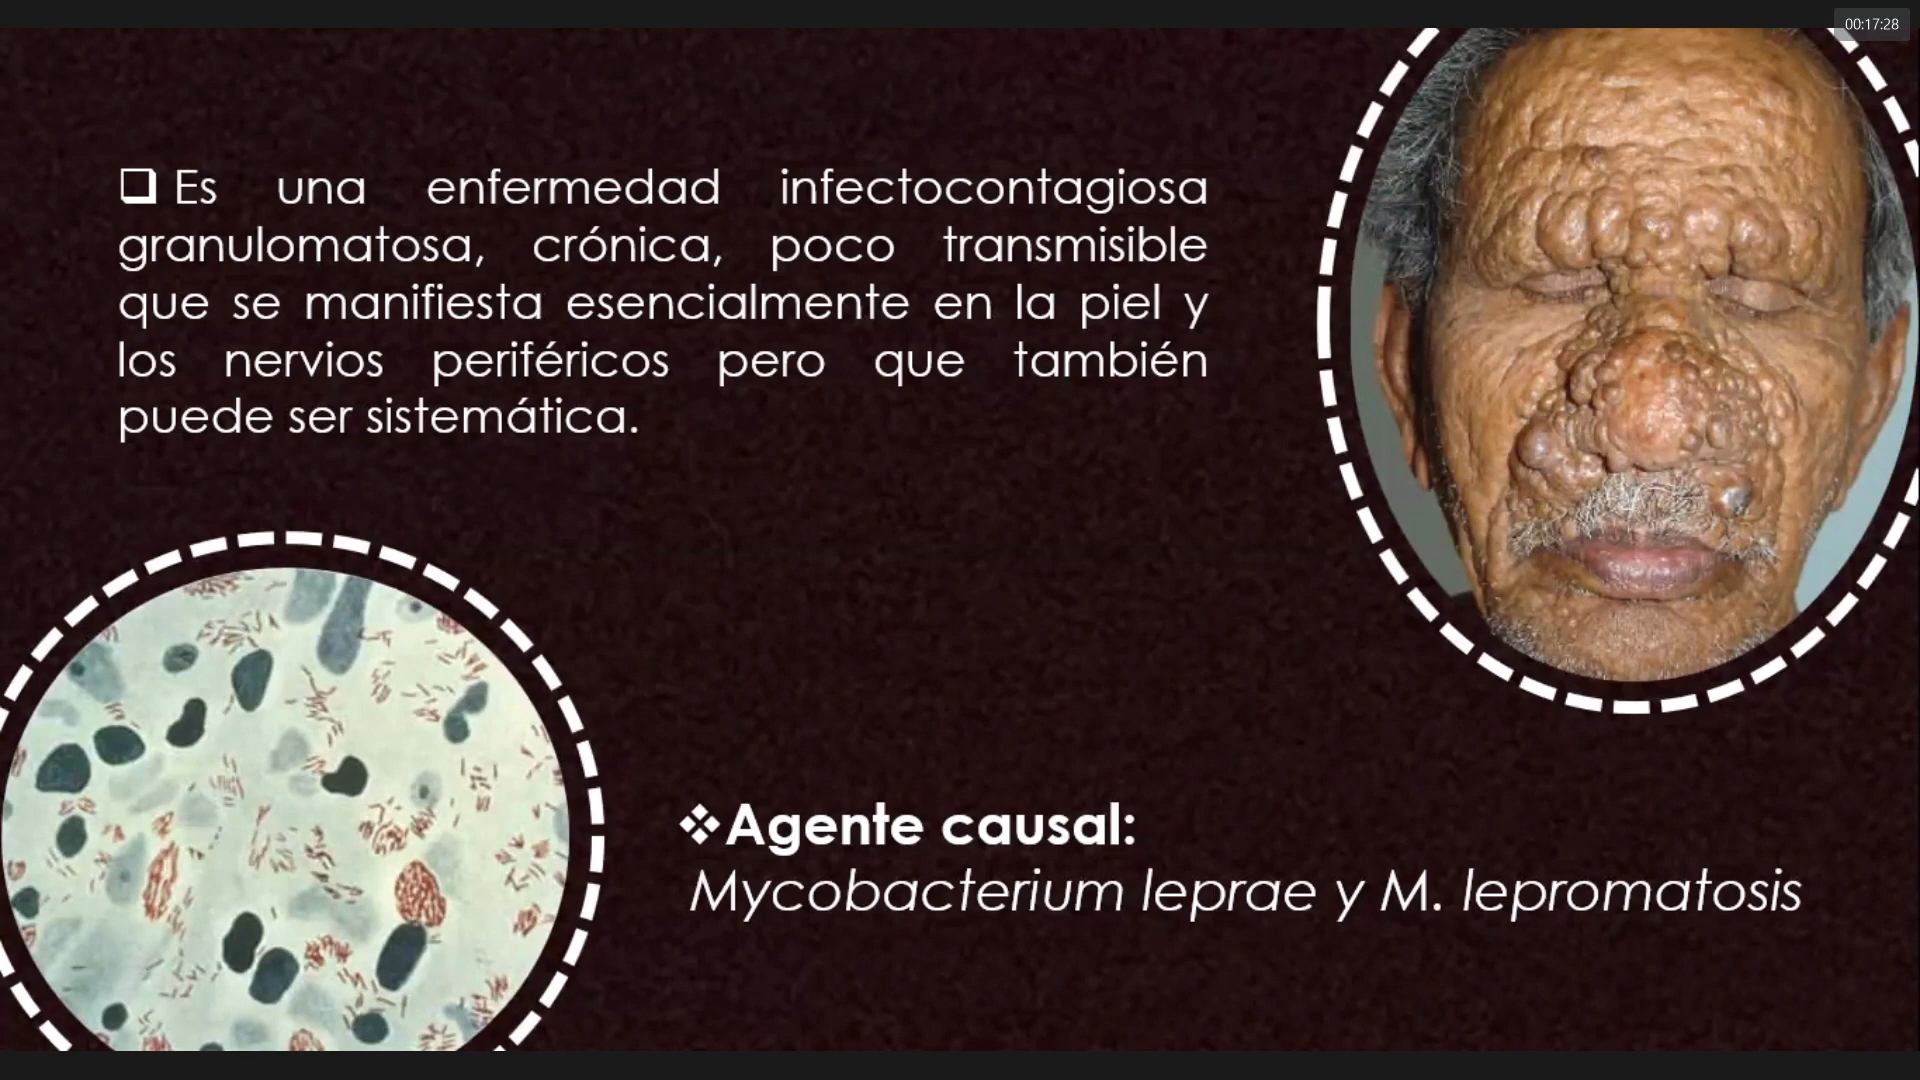 00:17:28
Es una enfermedad infectocontagiosa
granulomatosa, crónica, poco transmisible
que se manifiesta esencialmente en la piel y
los nervios periféricos pero que también
puede ser sistemática.
Agente causal:
Mycobacterium leprae y M. lepromatosis